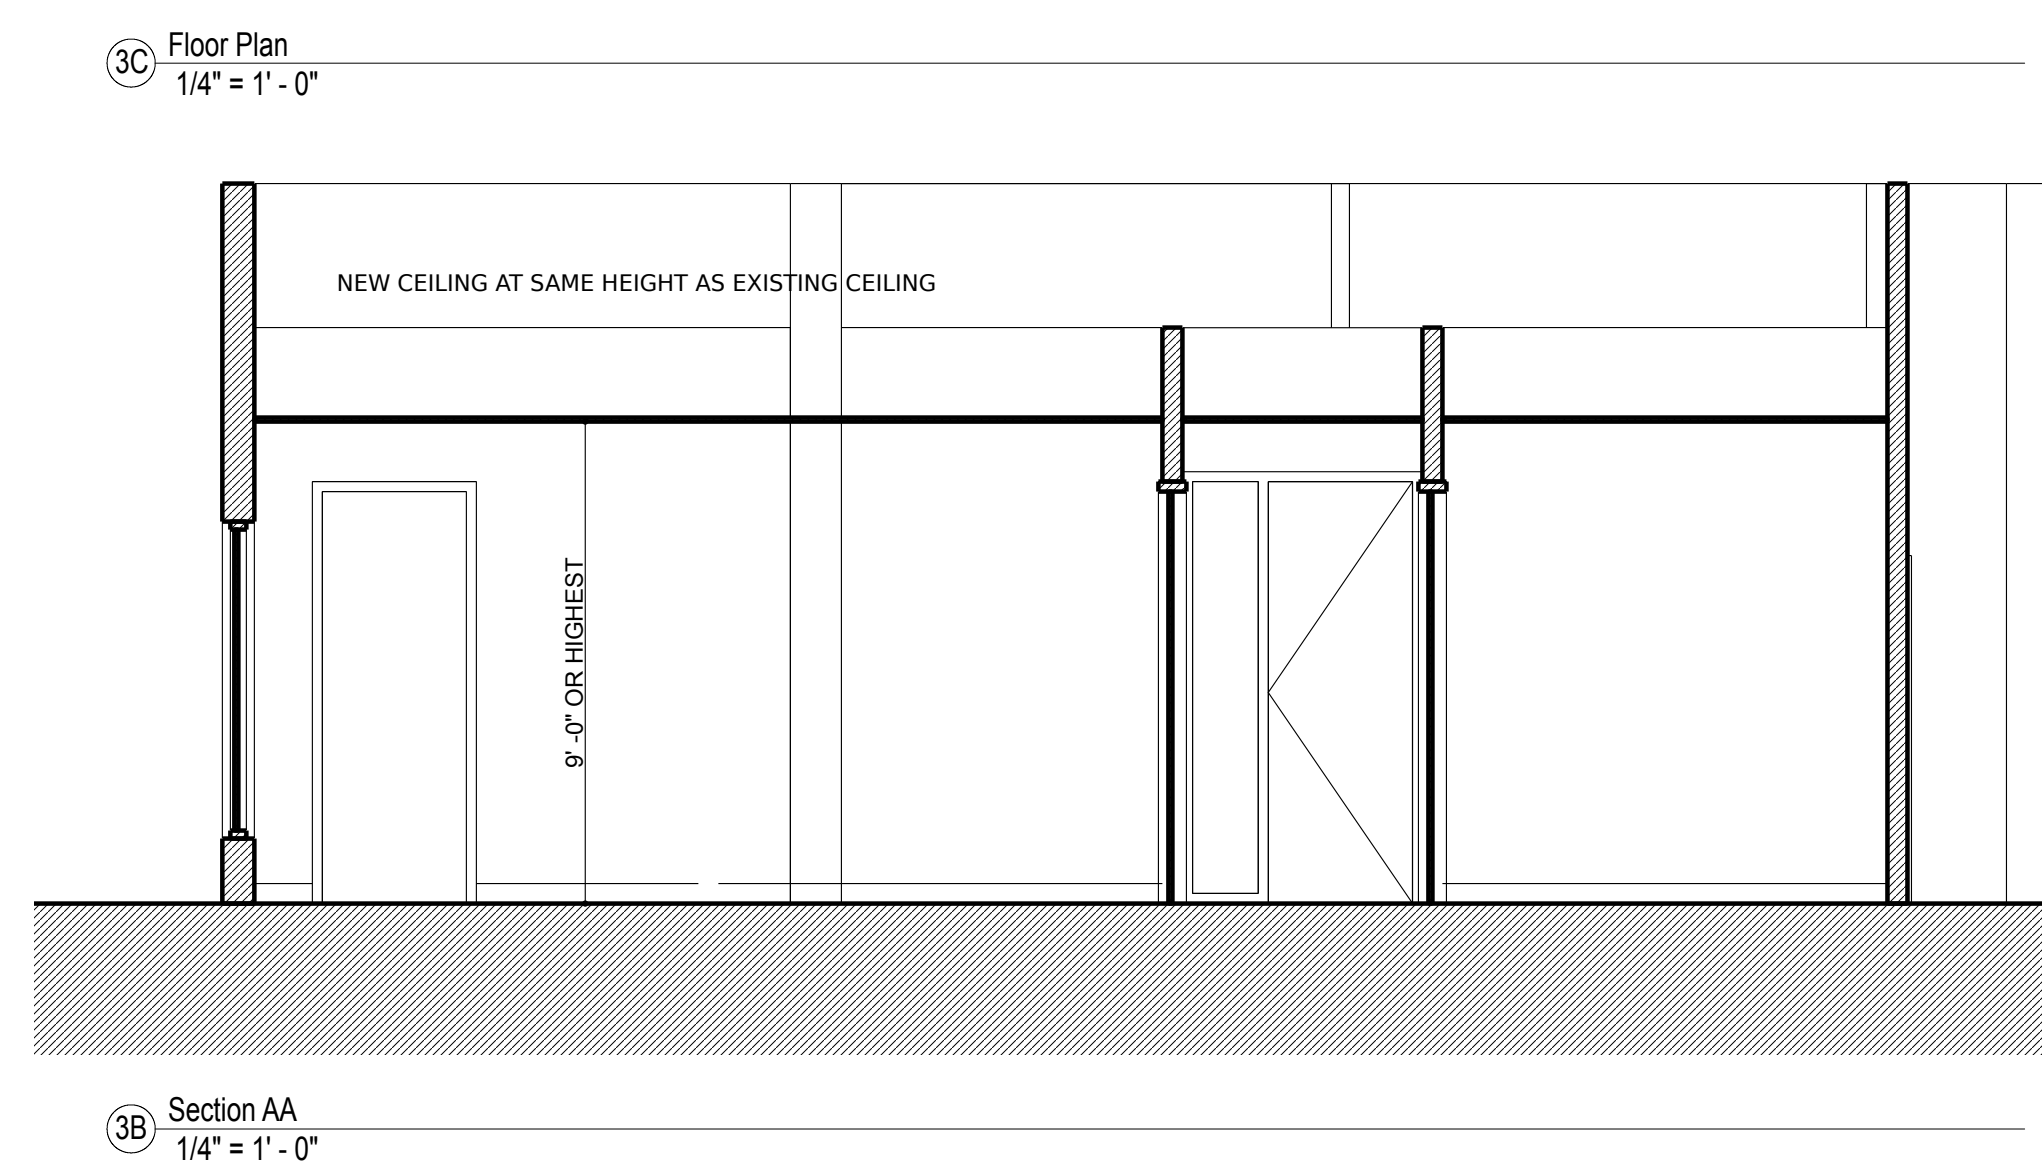 3C
Floor Plan
1/4" = 1' - 0"
NEW CEILING AT SAME HEIGHT AS EXISTING CEILING
9' -0" OR HIGHEST
3B
Section AA
1/4" = 1' - 0"